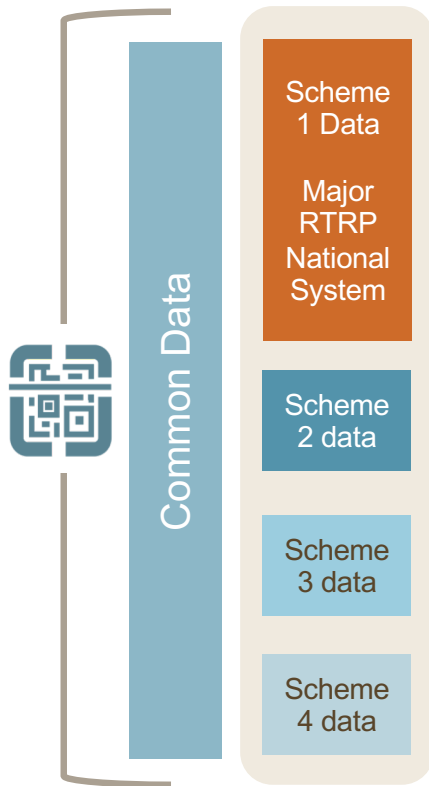 Common Data
Scheme
1 Data
Major
RTRP
National
System
Scheme
2 data
Scheme
3 data
Scheme
4 data